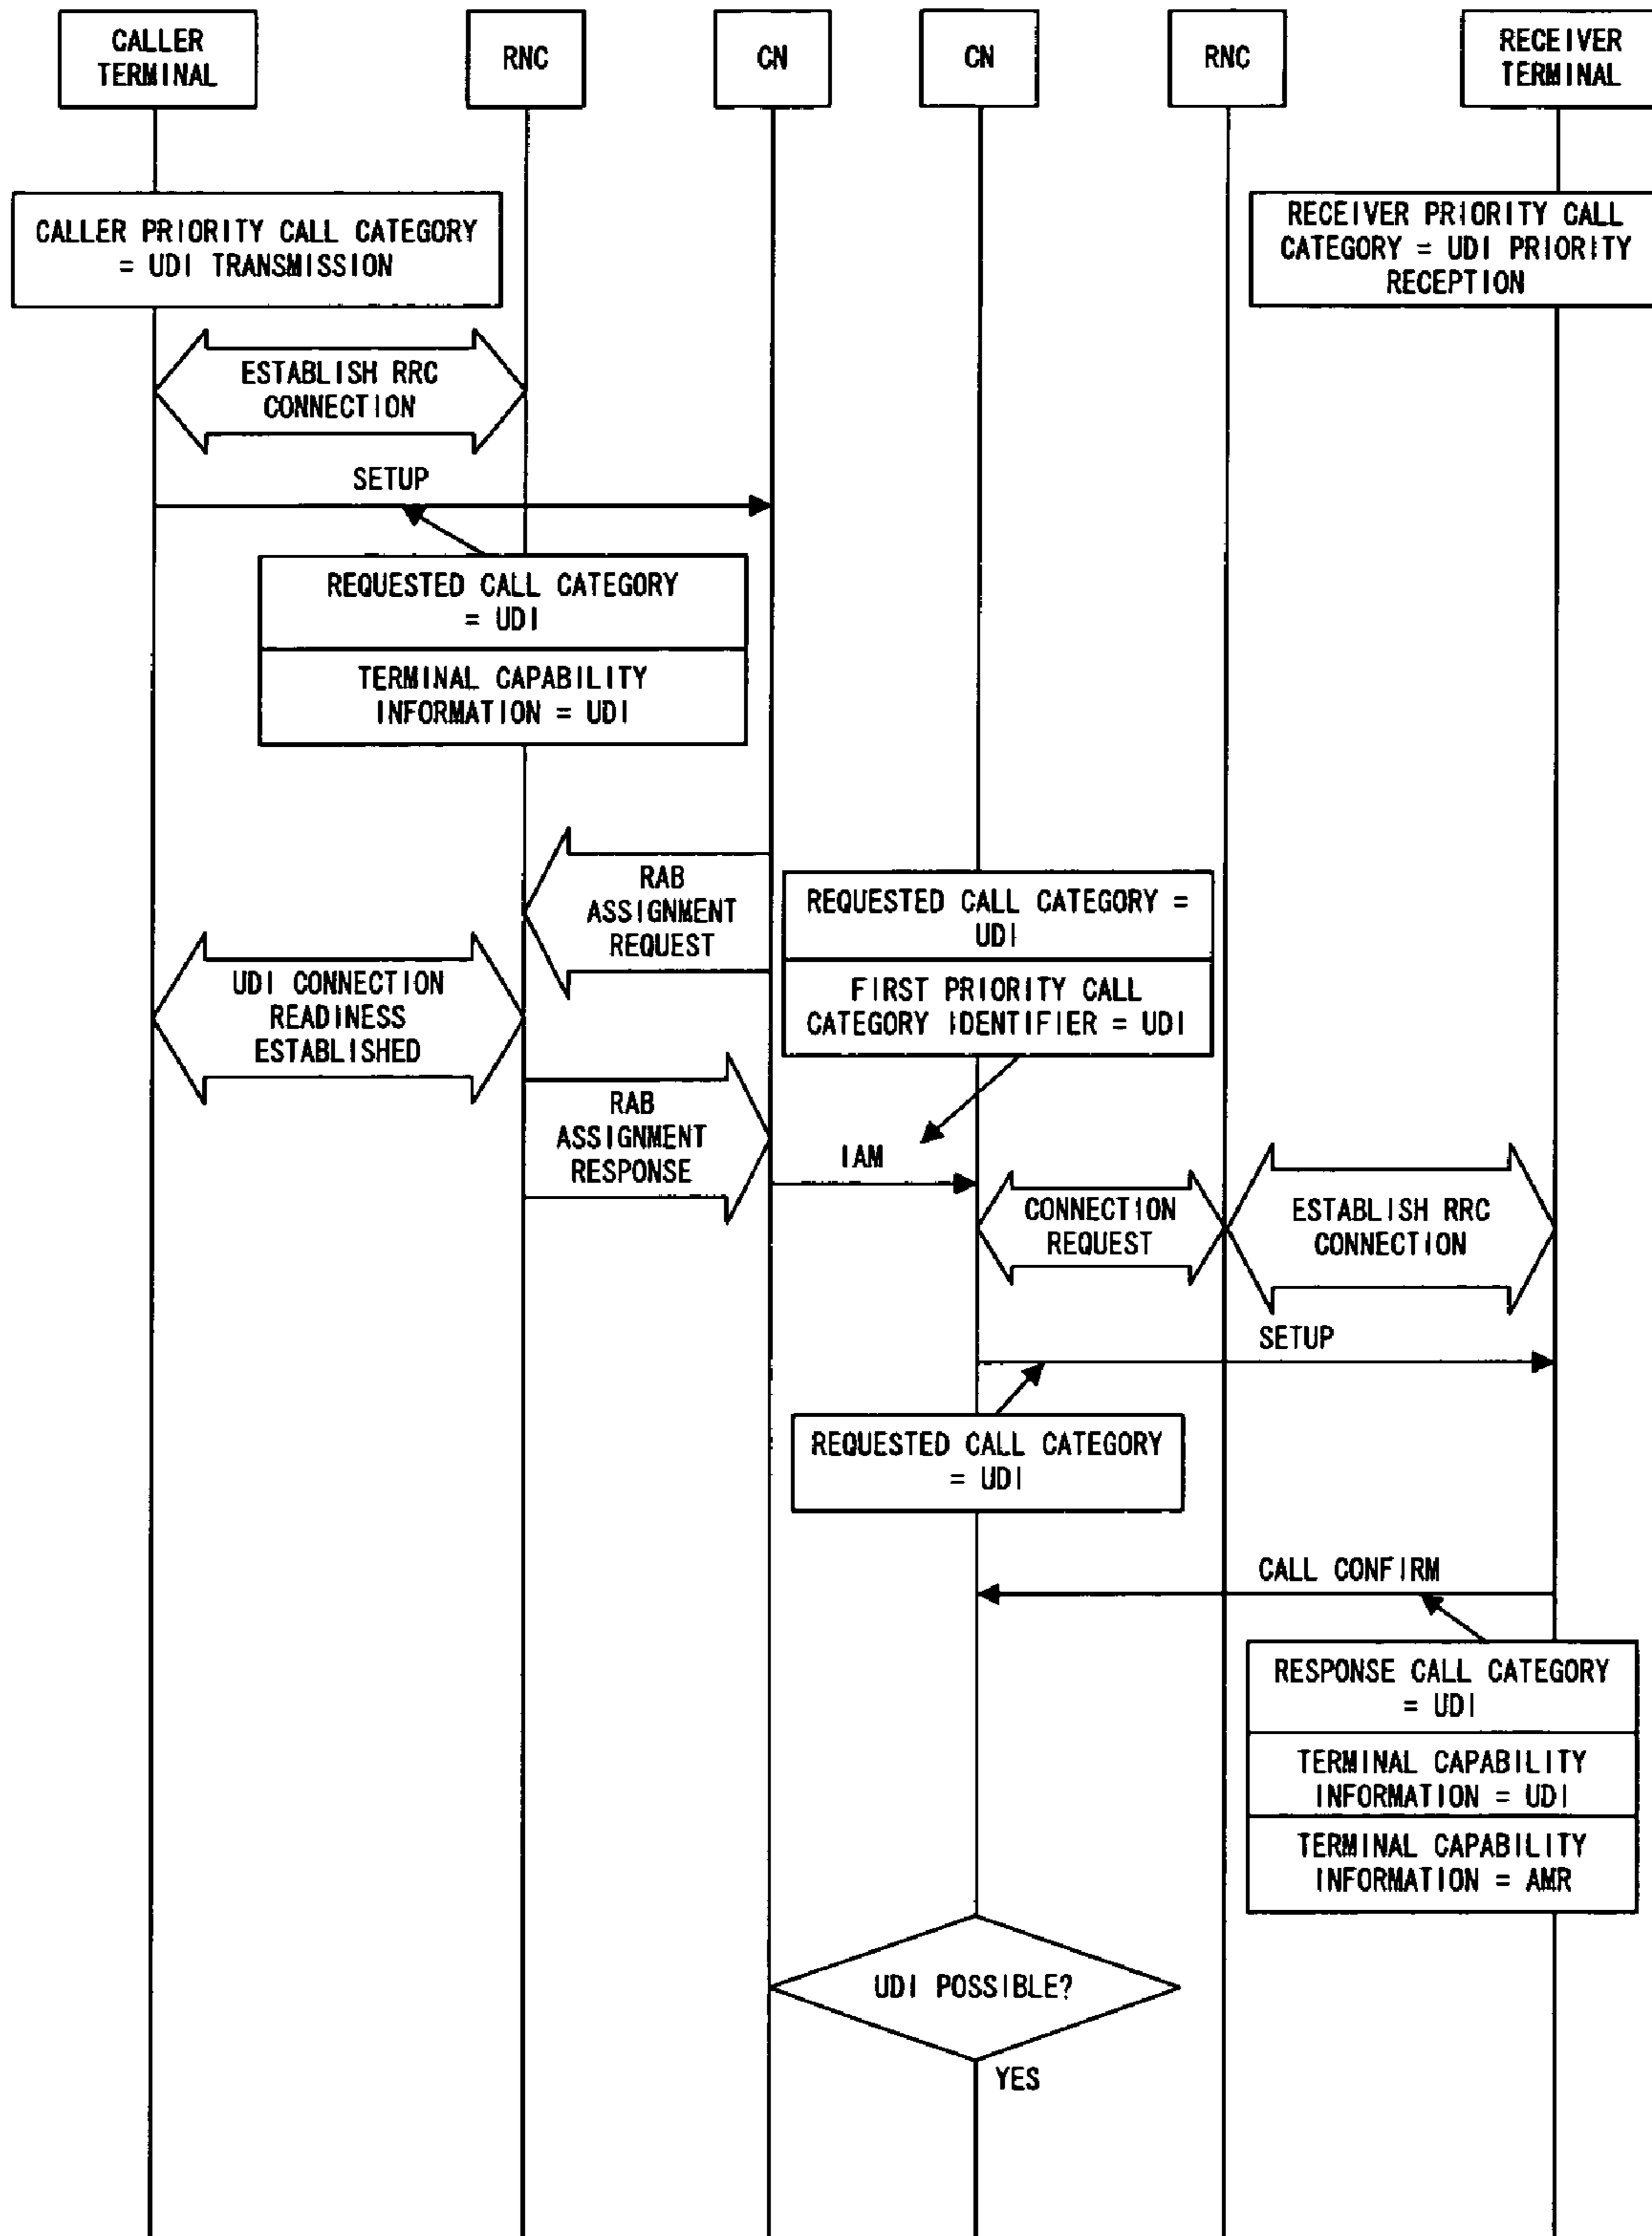 CALLER
TERMINAL
RNC
CN
CN
RNC
RECEIVER
TERMINAL
CALLER PRIORITY CALL CATEGORY
= UDI TRANSMISSION
RECEIVER PRIORITY CALL
CATEGORY = UDI PRIORITY
RECEPTION
ESTABLISH RRC
CONNECTION
SETUP
REQUESTED CALL CATEGORY
= UDI
TERMINAL CAPABILITY
INFORMATION = UDI
RAB
ASSIGNMENT
REQUEST
REQUESTED CALL CATEGORY =
UDI
FIRST PRIORITY CALL
CATEGORY IDENTIFIER = UDI
UDI CONNECTION
READINESS
ESTABLISHED
RAB
ASSIGNMENT
RESPONSE
IAM
CONNECTION
REQUEST
ESTABLISH RRC
CONNECTION
SETUP
REQUESTED CALL CATEGORY
= UDI
CALL CONFIRM
RESPONSE CALL CATEGORY
= UDI
TERMINAL CAPABILITY
INFORMATION = UDI
TERMINAL CAPABILITY
INFORMATION = AMR
UDI POSSIBLE?
YES